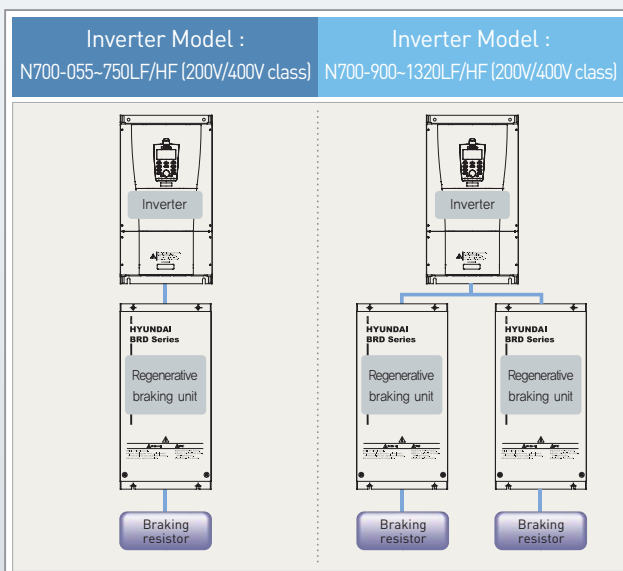 Inverter Model :
N700-055~750LF/HF (200V/400V class)
Inverter Model :
N700-900~1320LF/HF (200V/400V class)
Inverter
HYUNDAI
BRD Series
Regenerative
braking unit
Braking
resistor
Inverter
HYUNDAI
BRD Series
Regenerative
braking unit
Braking
resistor
HYUNDAI
BRD Series
Regenerative
braking unit
Braking
resistor